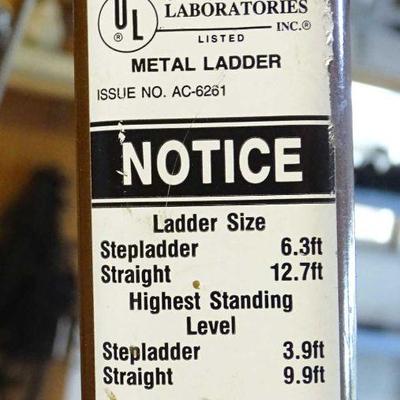 UL
®
LABORATORIES
INC.®
LISTED
METAL LADDER
ISSUE NO. AC-6261
NOTICE
Ladder Size
Stepladder 6.3ft
Straight 12.7ft
Highest Standing
Level
Stepladder 3.9ft
Straight 9.9ft